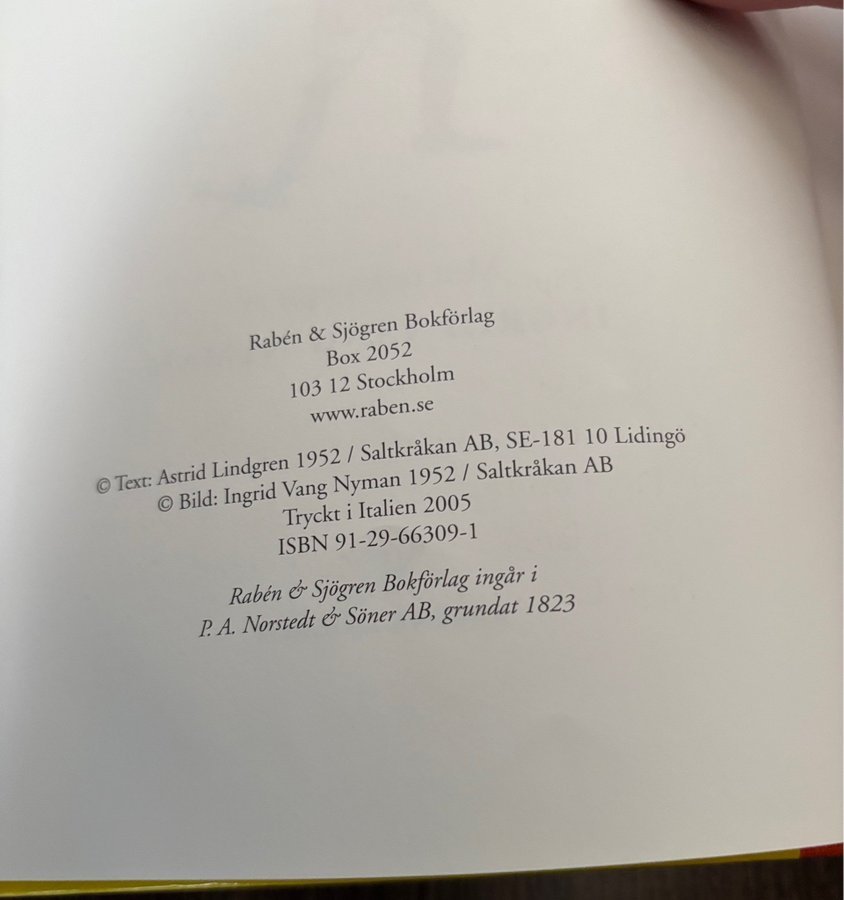 Rabén & Sjögren Bokförlag
Box 2052
103 12 Stockholm
www.raben.se
© Text: Astrid Lindgren 1952 / Saltkråkan AB, SE-181 10 Lidingö
© Bild: Ingrid Vang Nyman 1952 / Saltkråkan AB
Tryckt i Italien 2005
ISBN 91-29-66309-1
Rabén & Sjögren Bokförlag ingår i
P. A. Norstedt & Söner AB, grundat 1823